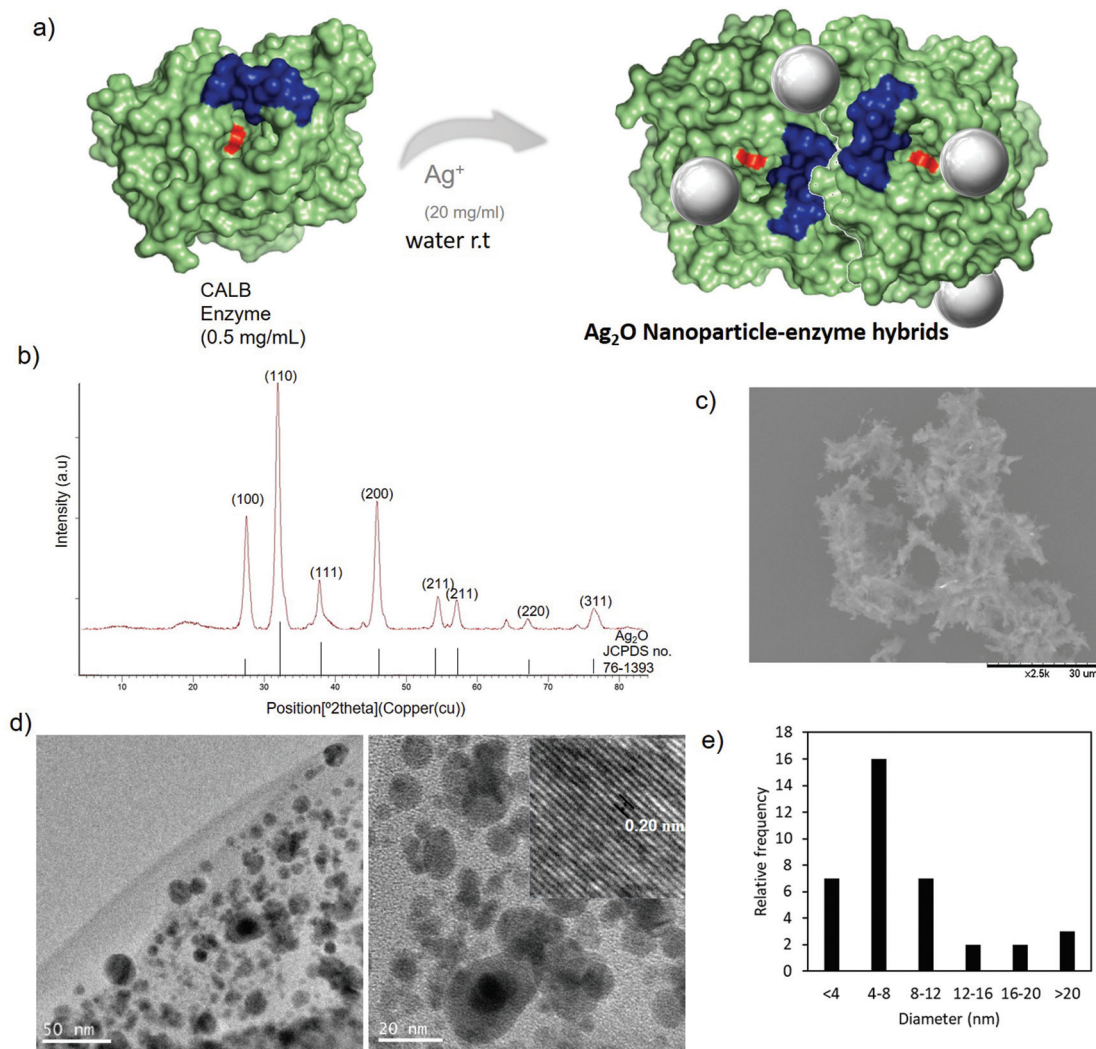 a)
Ag⁺
(20 mg/ml)
water r.t
CALB
Enzyme
(0.5 mg/mL)
Ag₂O Nanoparticle-enzyme hybrids
b)
Intensity (a.u)
(100)
(110)
(111)
(200)
(211)
(211)
(220)
(311)
Ag₂O
JCPDS no.
76-1393
10 20 30 40 50 60 70 80
Position[º2theta](Copper(cu))
c)
x2.5k 30 um
d)
50 nm
20 nm
0.20 nm
e)
Relative frequency
18
16
14
12
10
8
6
4
2
0
<4 4-8 8-12 12-16 16-20 >20
Diameter (nm)